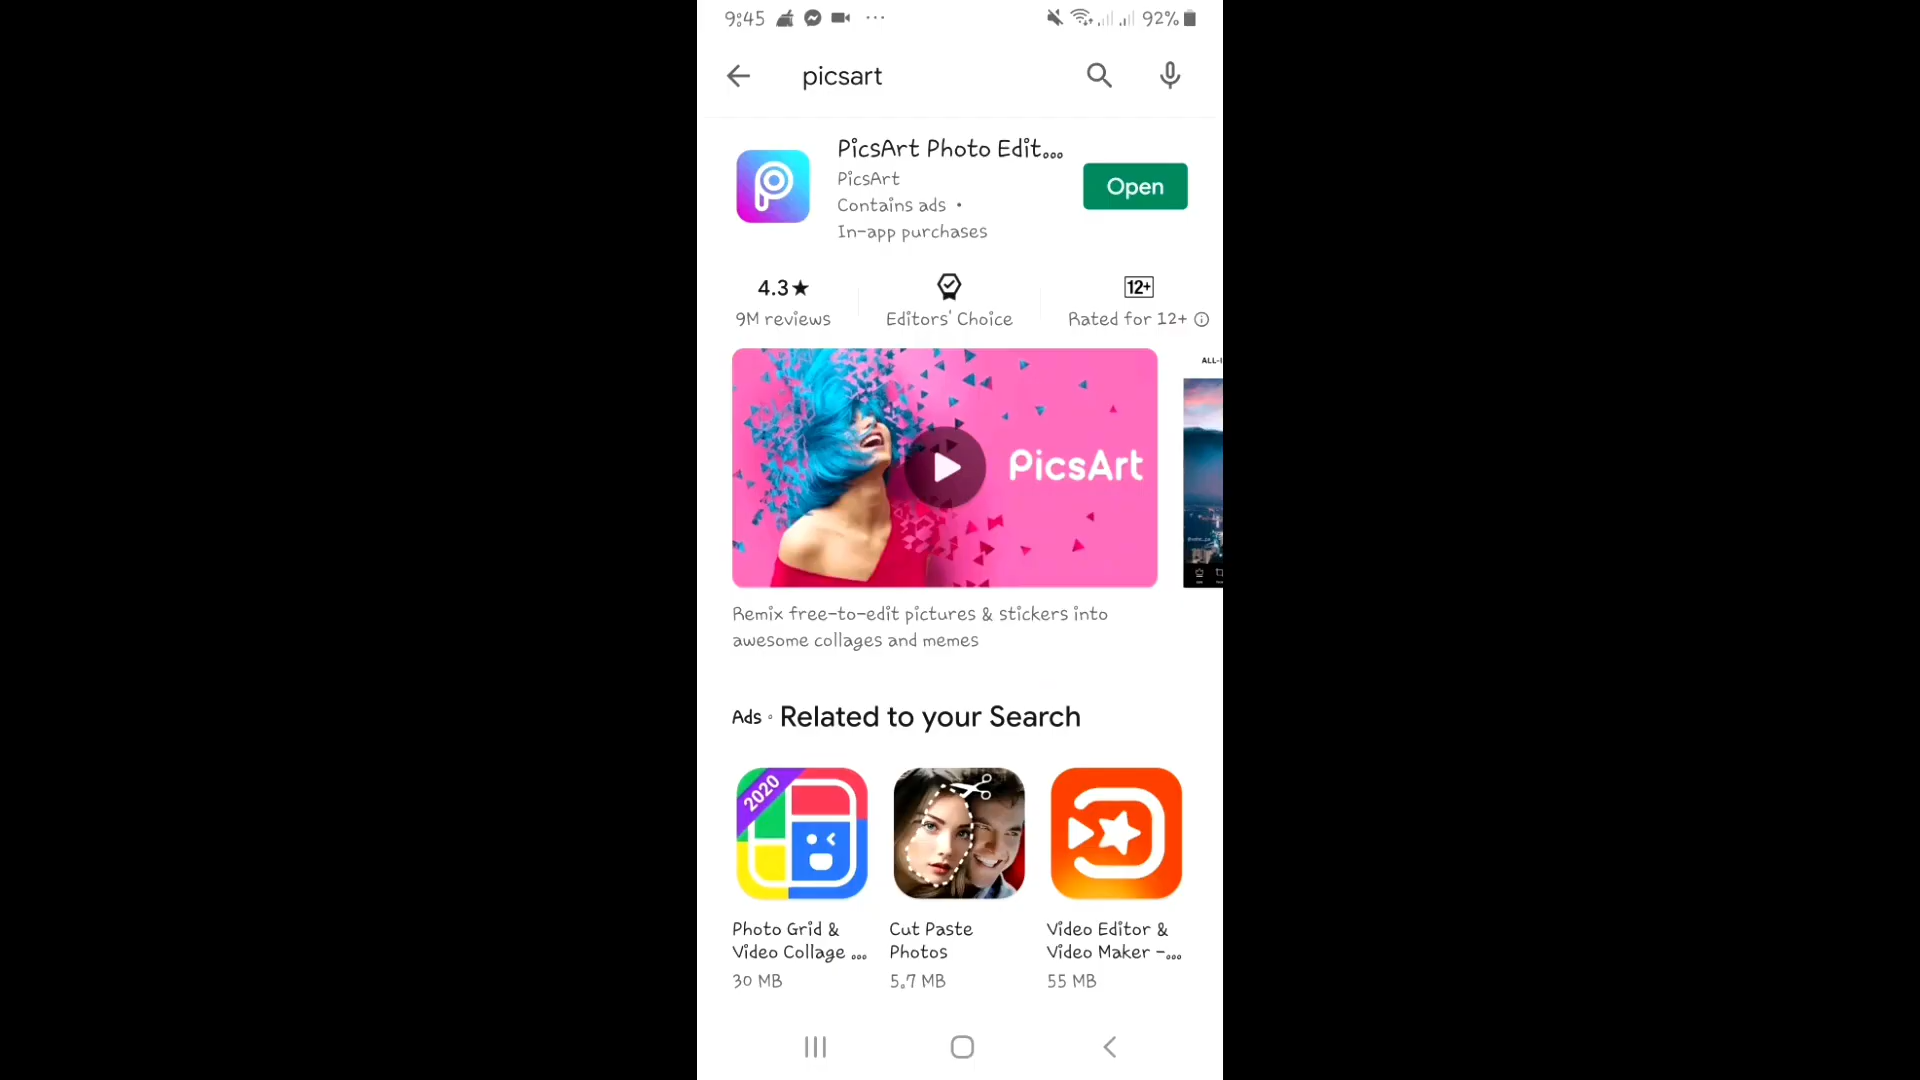 9:45 ... 92%
picsart
PicsArt Photo Edit...
PicsArt
Contains ads •
In-app purchases
Open
4.3★
9M reviews
Editors' Choice
12+
Rated for 12+
ALL-I
PicsArt
Remix free-to-edit pictures & stickers into
awesome collages and memes
Ads · Related to your Search
2020
Photo Grid &
Video Collage ...
30 MB
Cut Paste
Photos
5.7 MB
Video Editor &
Video Maker -...
55 MB